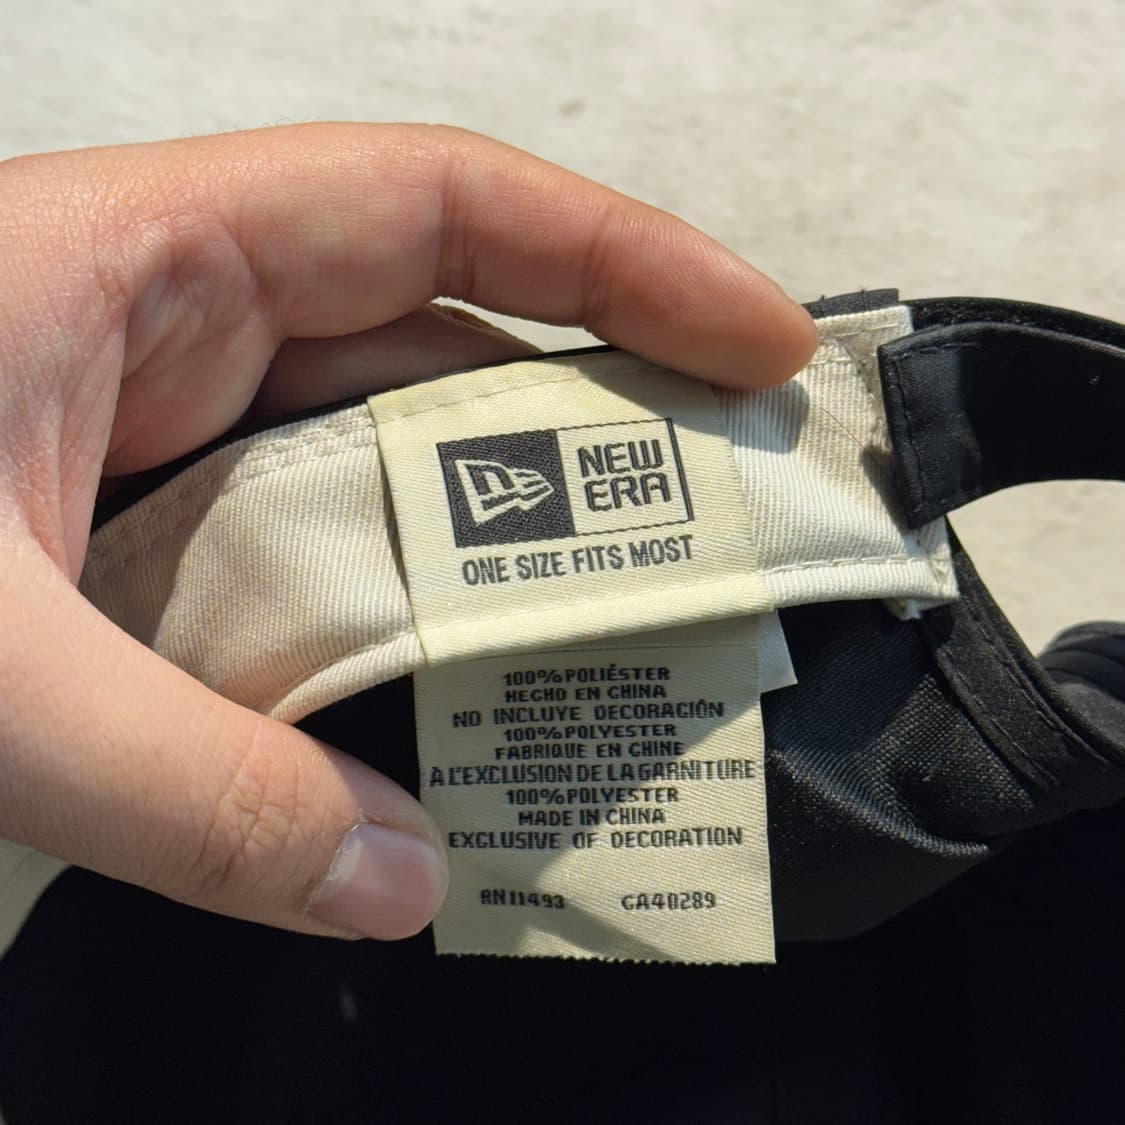 NEW
ERA
ONE SIZE FITS MOST
100% POLIÉSTER
HECHO EN CHINA
NO INCLUYE DECORACIÓN
100% POLYESTER
FABRIQUE EN CHINE
À L'EXCLUSION DE LA GARNITURE
100% POLYESTER
MADE IN CHINA
EXCLUSIVE OF DECORATION
RN11493 CA40289